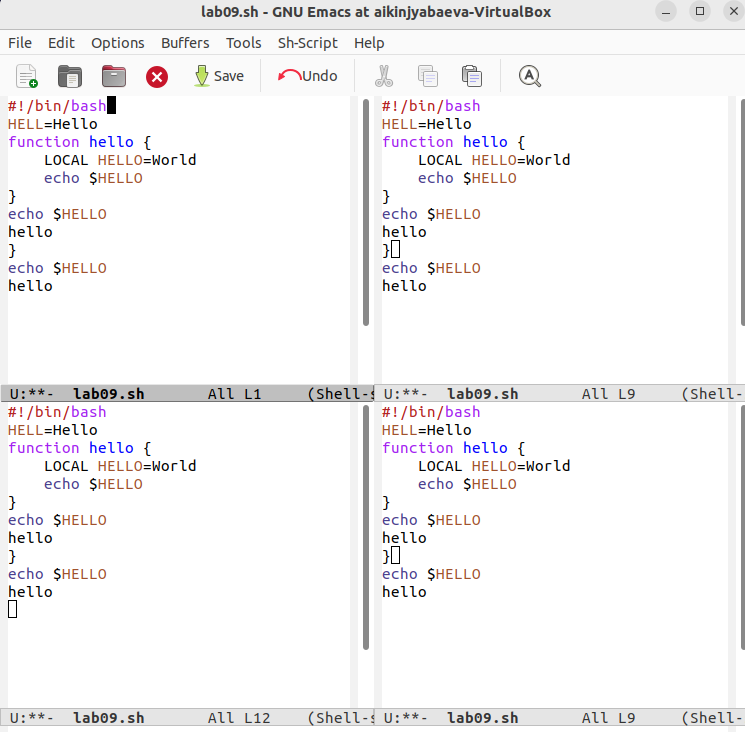 lab09.sh - GNU Emacs at aikinjyabaeva-VirtualBox
File Edit Options Buffers Tools Sh-Script Help
Save Undo
#!/bin/bash
HELL=Hello
function hello {
    LOCAL HELLO=World
    echo $HELLO
}
echo $HELLO
hello
}
echo $HELLO
hello
U:**-  lab09.sh       All L1     (Shell-s
#!/bin/bash
HELL=Hello
function hello {
    LOCAL HELLO=World
    echo $HELLO
}
echo $HELLO
hello
}
echo $HELLO
hello
U:**-  lab09.sh       All L9     (Shell-
#!/bin/bash
HELL=Hello
function hello {
    LOCAL HELLO=World
    echo $HELLO
}
echo $HELLO
hello
}
echo $HELLO
hello
U:**-  lab09.sh       All L12    (Shell-s
#!/bin/bash
HELL=Hello
function hello {
    LOCAL HELLO=World
    echo $HELLO
}
echo $HELLO
hello
}
echo $HELLO
hello
U:**-  lab09.sh       All L9     (Shell-